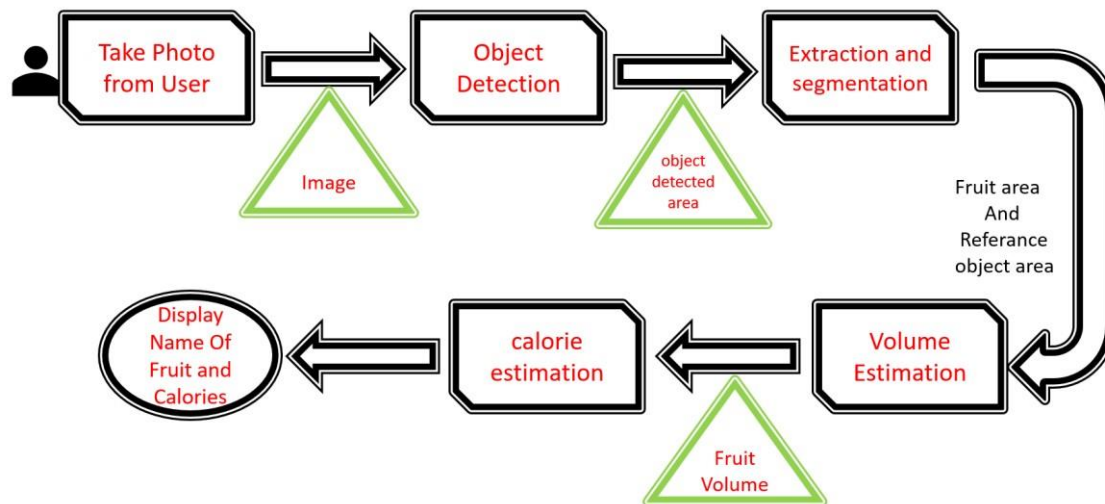 Take Photo
from User
Object
Detection
Extraction and
segmentation
Image
object
detected
area
Fruit area
And
Referance
object area
Volume
Estimation
Fruit
Volume
calorie
estimation
Display
Name Of
Fruit and
Calories